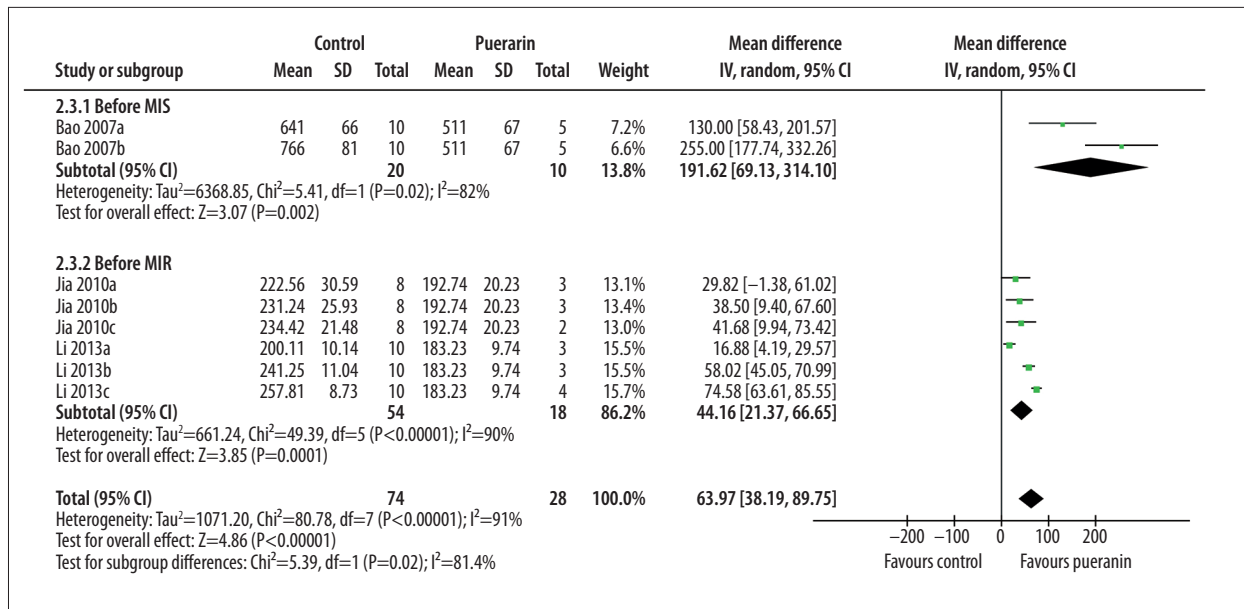 Control Puerarin Mean difference Mean difference
Study or subgroup Mean SD Total Mean SD Total Weight IV, random, 95% CI IV, random, 95% CI
2.3.1 Before MIS
Bao 2007a 641 66 10 511 67 5 7.2% 130.00 [58.43, 201.57]
Bao 2007b 766 81 10 511 67 5 6.6% 255.00 [177.74, 332.26]
Subtotal (95% CI) 20 10 13.8% 191.62 [69.13, 314.10]
Heterogeneity: Tau²=6368.85, Chi²=5.41, df=1 (P=0.02); I²=82%
Test for overall effect: Z=3.07 (P=0.002)
2.3.2 Before MIR
Jia 2010a 222.56 30.59 8 192.74 20.23 3 13.1% 29.82 [−1.38, 61.02]
Jia 2010b 231.24 25.93 8 192.74 20.23 3 13.4% 38.50 [9.40, 67.60]
Jia 2010c 234.42 21.48 8 192.74 20.23 2 13.0% 41.68 [9.94, 73.42]
Li 2013a 200.11 10.14 10 183.23 9.74 3 15.5% 16.88 [4.19, 29.57]
Li 2013b 241.25 11.04 10 183.23 9.74 3 15.5% 58.02 [45.05, 70.99]
Li 2013c 257.81 8.73 10 183.23 9.74 4 15.7% 74.58 [63.61, 85.55]
Subtotal (95% CI) 54 18 86.2% 44.16 [21.37, 66.65]
Heterogeneity: Tau²=661.24, Chi²=49.39, df=5 (P<0.00001); I²=90%
Test for overall effect: Z=3.85 (P=0.0001)
Total (95% CI) 74 28 100.0% 63.97 [38.19, 89.75]
Heterogeneity: Tau²=1071.20, Chi²=80.78, df=7 (P<0.00001); I²=91%
Test for overall effect: Z=4.86 (P<0.00001)
Test for subgroup differences: Chi²=5.39, df=1 (P=0.02); I²=81.4%
−200 −100 0 100 200
Favours control Favours pueranin